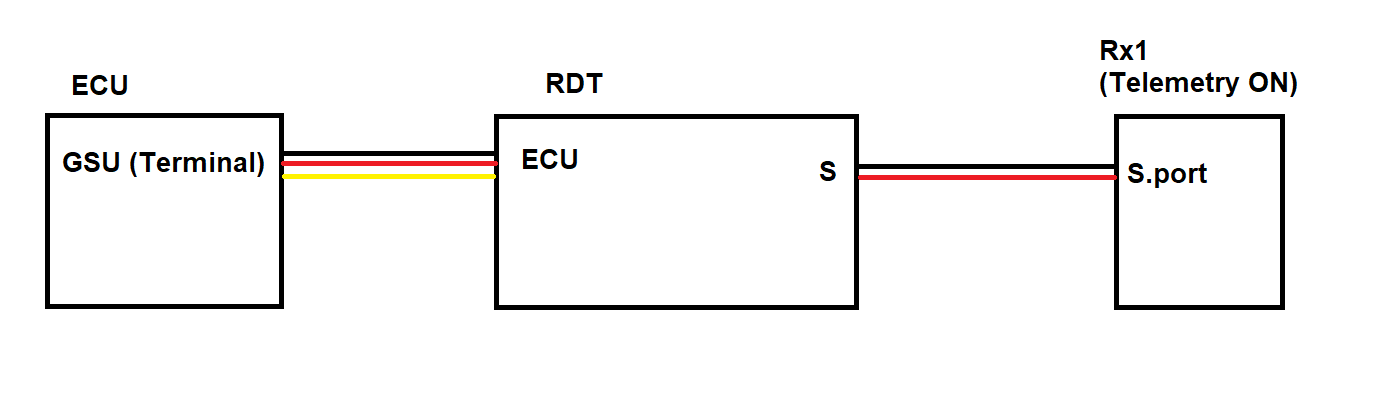 ECU
GSU (Terminal)
RDT
ECU
S
Rx1
(Telemetry ON)
S.port